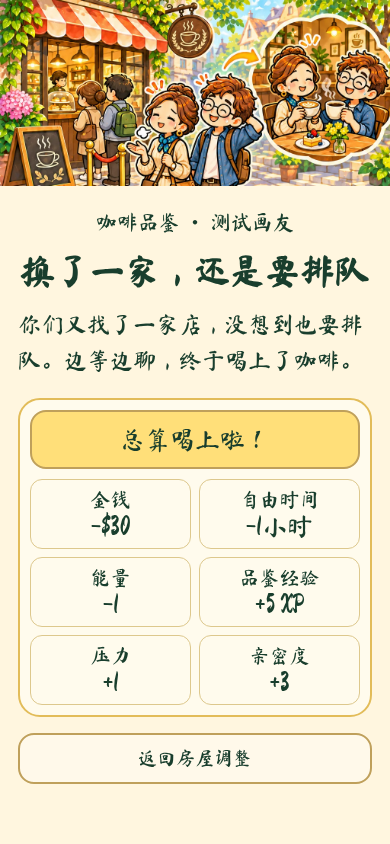 咖啡品鉴 · 测试画友
换了一家，还是要排队
你们又找了一家店，没想到也要排
队。边等边聊，终于喝上了咖啡。
总算喝上啦！
金钱
-$30
自由时间
-1小时
能量
-1
品鉴经验
+5 XP
压力
+1
亲密度
+3
返回房屋调整